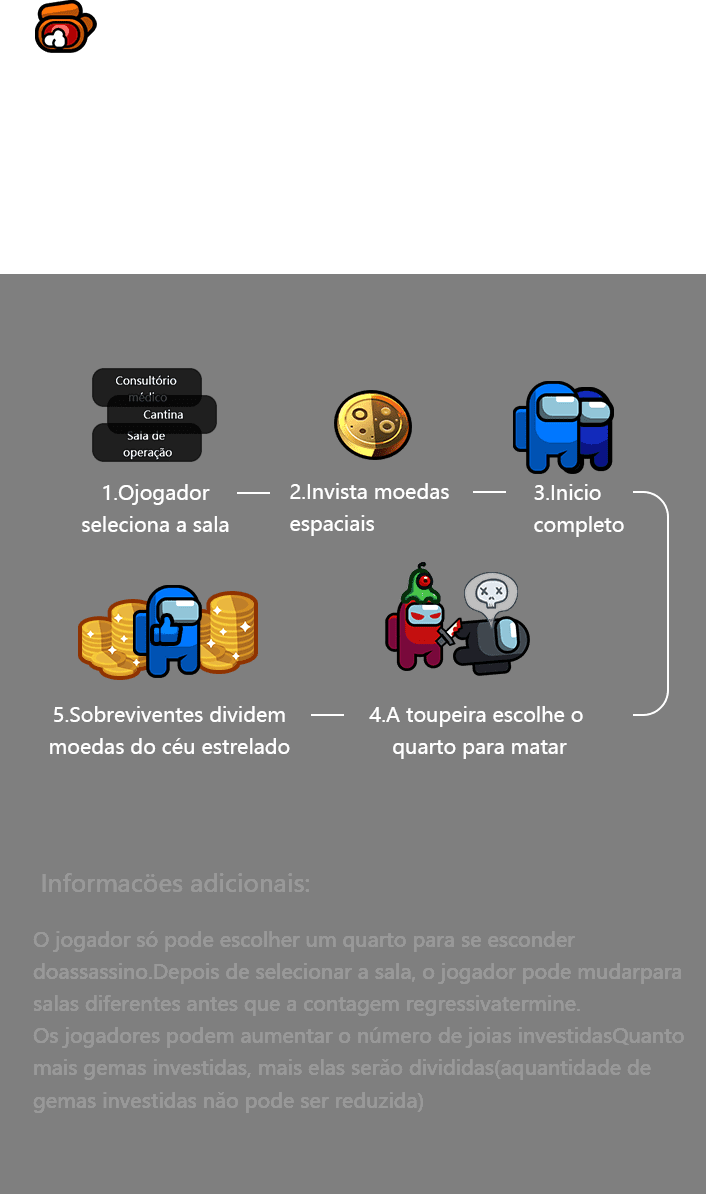 Consultório
médico
Cantina
Sala de
operação
1.Ojogador
seleciona a sala
2.Invista moedas
espaciais
3.Inicio
completo
5.Sobreviventes dividem
moedas do céu estrelado
4.A toupeira escolhe o
quarto para matar
Informacöes adicionais:
O jogador só pode escolher um quarto para se esconder
doassassino.Depois de selecionar a sala, o jogador pode mudarpara
salas diferentes antes que a contagem regressivatermine.
Os jogadores podem aumentar o número de joias investidasQuanto
mais gemas investidas, mais elas serão divididas(aquantidade de
gemas investidas não pode ser reduzida)